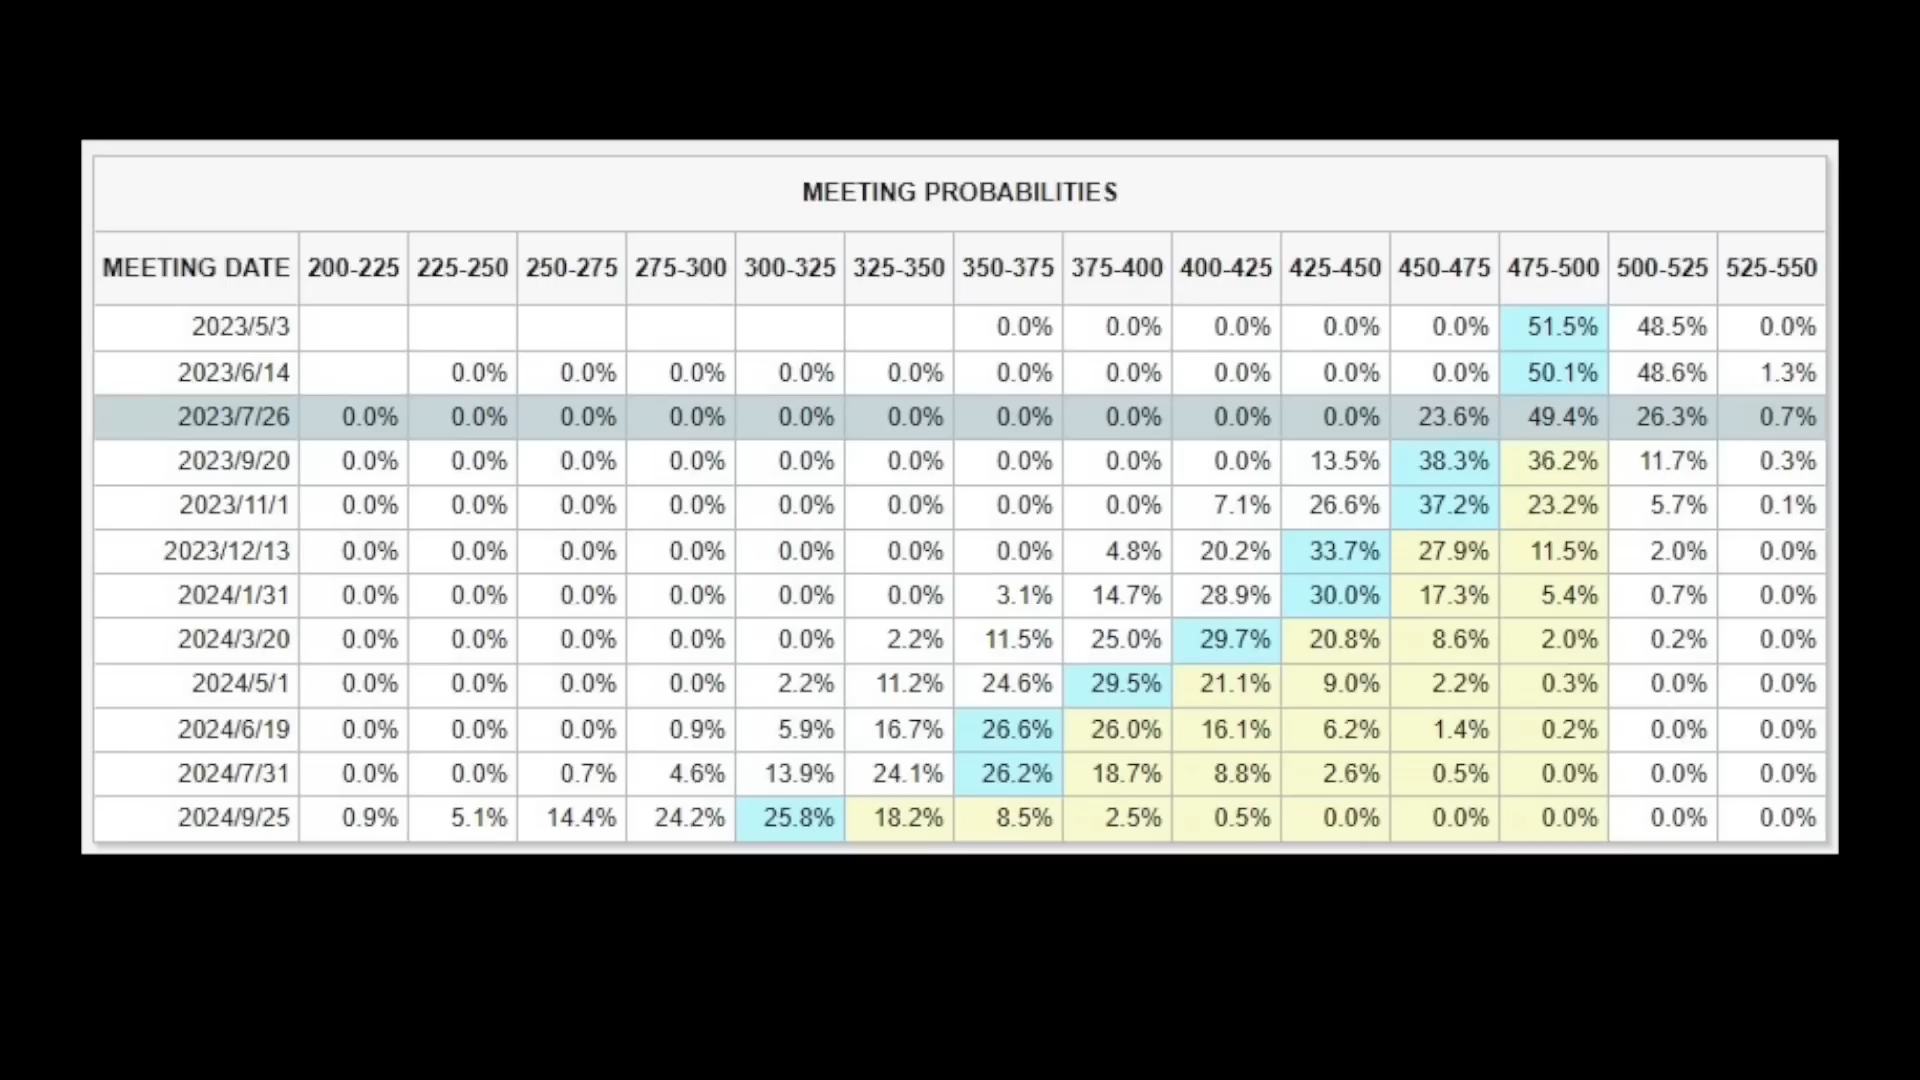 MEETING PROBABILITIES
MEETING DATE 200-225 225-250 250-275 275-300 300-325 325-350 350-375 375-400 400-425 425-450 450-475 475-500 500-525 525-550
2023/5/3 0.0% 0.0% 0.0% 0.0% 0.0% 51.5% 48.5% 0.0%
2023/6/14 0.0% 0.0% 0.0% 0.0% 0.0% 0.0% 0.0% 0.0% 0.0% 0.0% 50.1% 48.6% 1.3%
2023/7/26 0.0% 0.0% 0.0% 0.0% 0.0% 0.0% 0.0% 0.0% 0.0% 0.0% 23.6% 49.4% 26.3% 0.7%
2023/9/20 0.0% 0.0% 0.0% 0.0% 0.0% 0.0% 0.0% 0.0% 0.0% 13.5% 38.3% 36.2% 11.7% 0.3%
2023/11/1 0.0% 0.0% 0.0% 0.0% 0.0% 0.0% 0.0% 0.0% 7.1% 26.6% 37.2% 23.2% 5.7% 0.1%
2023/12/13 0.0% 0.0% 0.0% 0.0% 0.0% 0.0% 0.0% 4.8% 20.2% 33.7% 27.9% 11.5% 2.0% 0.0%
2024/1/31 0.0% 0.0% 0.0% 0.0% 0.0% 0.0% 3.1% 14.7% 28.9% 30.0% 17.3% 5.4% 0.7% 0.0%
2024/3/20 0.0% 0.0% 0.0% 0.0% 0.0% 2.2% 11.5% 25.0% 29.7% 20.8% 8.6% 2.0% 0.2% 0.0%
2024/5/1 0.0% 0.0% 0.0% 0.0% 2.2% 11.2% 24.6% 29.5% 21.1% 9.0% 2.2% 0.3% 0.0% 0.0%
2024/6/19 0.0% 0.0% 0.0% 0.9% 5.9% 16.7% 26.6% 26.0% 16.1% 6.2% 1.4% 0.2% 0.0% 0.0%
2024/7/31 0.0% 0.0% 0.7% 4.6% 13.9% 24.1% 26.2% 18.7% 8.8% 2.6% 0.5% 0.0% 0.0% 0.0%
2024/9/25 0.9% 5.1% 14.4% 24.2% 25.8% 18.2% 8.5% 2.5% 0.5% 0.0% 0.0% 0.0% 0.0% 0.0%